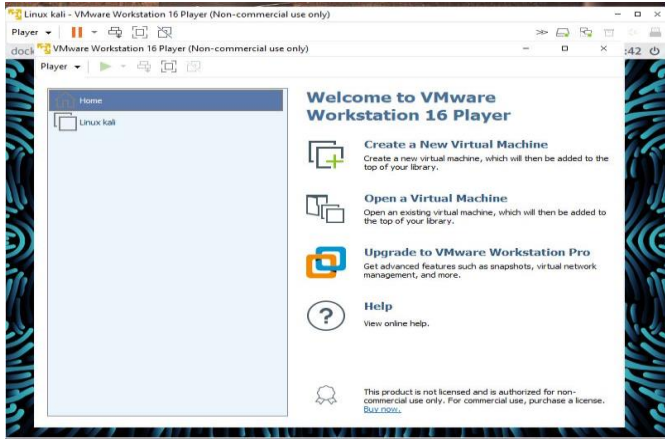 Linux kali - VMware Workstation 16 Player (Non-commercial use only)
Player
dock
:42
VMware Workstation 16 Player (Non-commercial use only)
Player
Home
Linux kali
Welcome to VMware
Workstation 16 Player
Create a New Virtual Machine
Create a new virtual machine, which will then be added to the
top of your library.
Open a Virtual Machine
Open an existing virtual machine, which will then be added to
the top of your library.
Upgrade to VMware Workstation Pro
Get advanced features such as snapshots, virtual network
management, and more.
Help
View online help.
This product is not licensed and is authorized for non-
commercial use only. For commercial use, purchase a license.
Buy now.